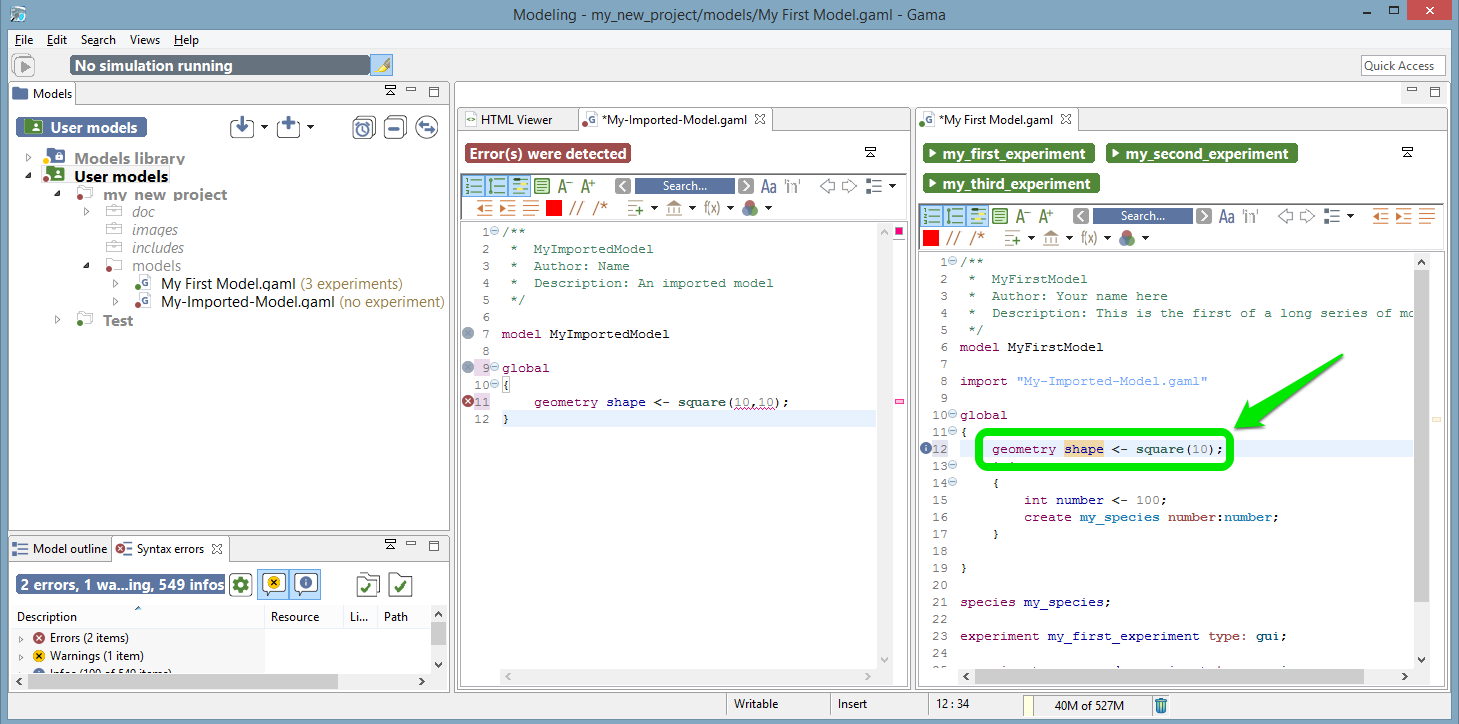 Modeling - my_new_project/models/My First Model.gaml - Gama
File Edit Search Views Help
No simulation running
Quick Access
Models
User models
Models library
User models
my_new_project
doc
images
includes
models
My First Model.gaml (3 experiments)
My-Imported-Model.gaml (no experiment)
Test
Model outline
Syntax errors
2 errors, 1 wa...ing, 549 infos
Description Resource Li... Path
Errors (2 items)
Warnings (1 item)
HTML Viewer
*My-Imported-Model.gaml
Error(s) were detected
A- A+ Search... Aa 'in'
// /* f(x)
1 /**
2 * MyImportedModel
3 * Author: Name
4 * Description: An imported model
5 */
6
7 model MyImportedModel
8
9 global
10 {
11 geometry shape <- square(10,10);
12 }
*My First Model.gaml
my_first_experiment
my_second_experiment
my_third_experiment
A- A+ Search... Aa 'in'
// /* f(x)
1 /**
2 * MyFirstModel
3 * Author: Your name here
4 * Description: This is the first of a long series of mo
5 */
6 model MyFirstModel
7
8 import "My-Imported-Model.gaml"
9
10 global
11 {
12 geometry shape <- square(10);
13
14 {
15 int number <- 100;
16 create my_species number:number;
17 }
18
19 }
20
21 species my_species;
22
23 experiment my_first_experiment type: gui;
24
Writable
Insert
12 : 34
40M of 527M